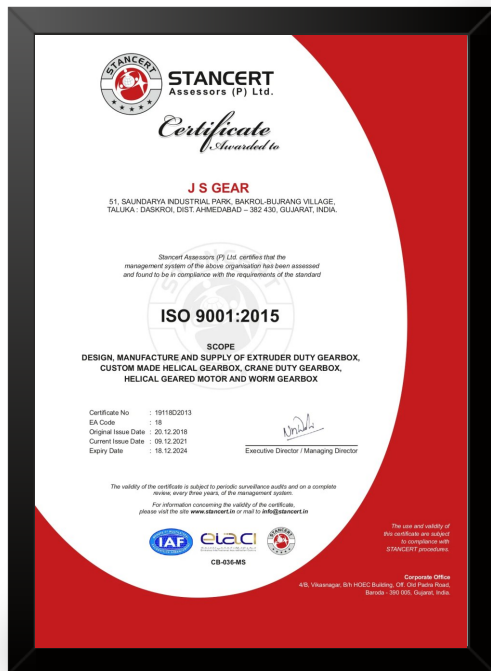 STANCERT
STANCERT
Assessors (P) Ltd.
Certificate
Awarded to
J S GEAR
51, SAUNDARYA INDUSTRIAL PARK, BAKROL-BUJRANG VILLAGE,
TALUKA : DASKROI, DIST. AHMEDABAD – 382 430, GUJARAT, INDIA.
Stancert Assessors (P) Ltd. certifies that the
management system of the above organisation has been assessed
and found to be in compliance with the requirements of the standard
ISO 9001:2015
SCOPE
DESIGN, MANUFACTURE AND SUPPLY OF EXTRUDER DUTY GEARBOX,
CUSTOM MADE HELICAL GEARBOX, CRANE DUTY GEARBOX,
HELICAL GEARED MOTOR AND WORM GEARBOX
Certificate No : 19118D2013
EA Code : 18
Original Issue Date : 20.12.2018
Current Issue Date : 09.12.2021
Expiry Date : 18.12.2024
Executive Director / Managing Director
The validity of the certificate is subject to periodic surveillance audits and on a complete
review, every three years, of the management system.
For information concerning the validity of the certificate,
please visit the site www.stancert.in or mail to info@stancert.in
IAF
eiaci
CB-036-MS
The use and validity of
this certificate are subject
to compliance with
STANCERT procedures.
Corporate Office
4/B, Vikasnagar, B/h HOEC Building, Off. Old Padra Road,
Baroda - 390 005, Gujarat, India.